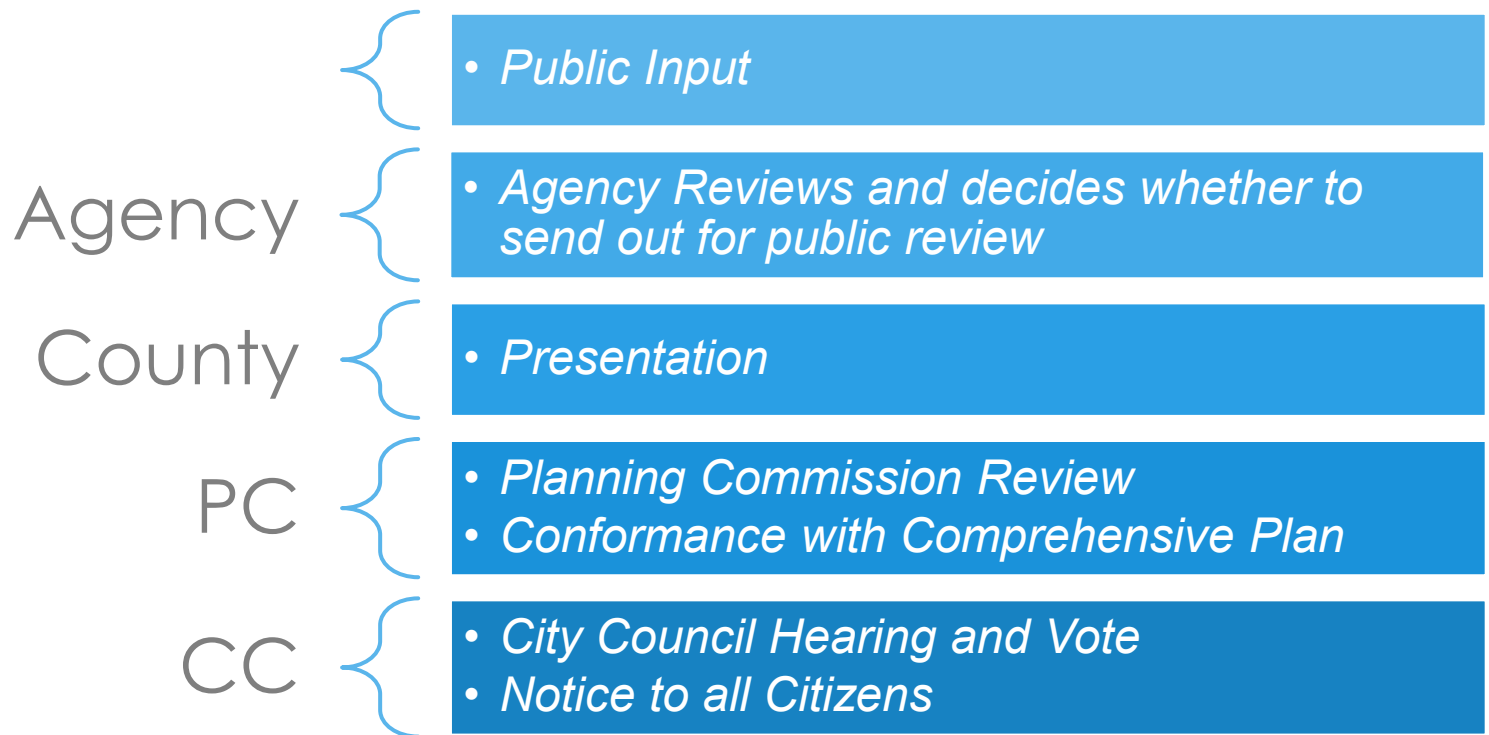 • Public Input
Agency
• Agency Reviews and decides whether to
send out for public review
County
• Presentation
PC
• Planning Commission Review
• Conformance with Comprehensive Plan
CC
• City Council Hearing and Vote
• Notice to all Citizens